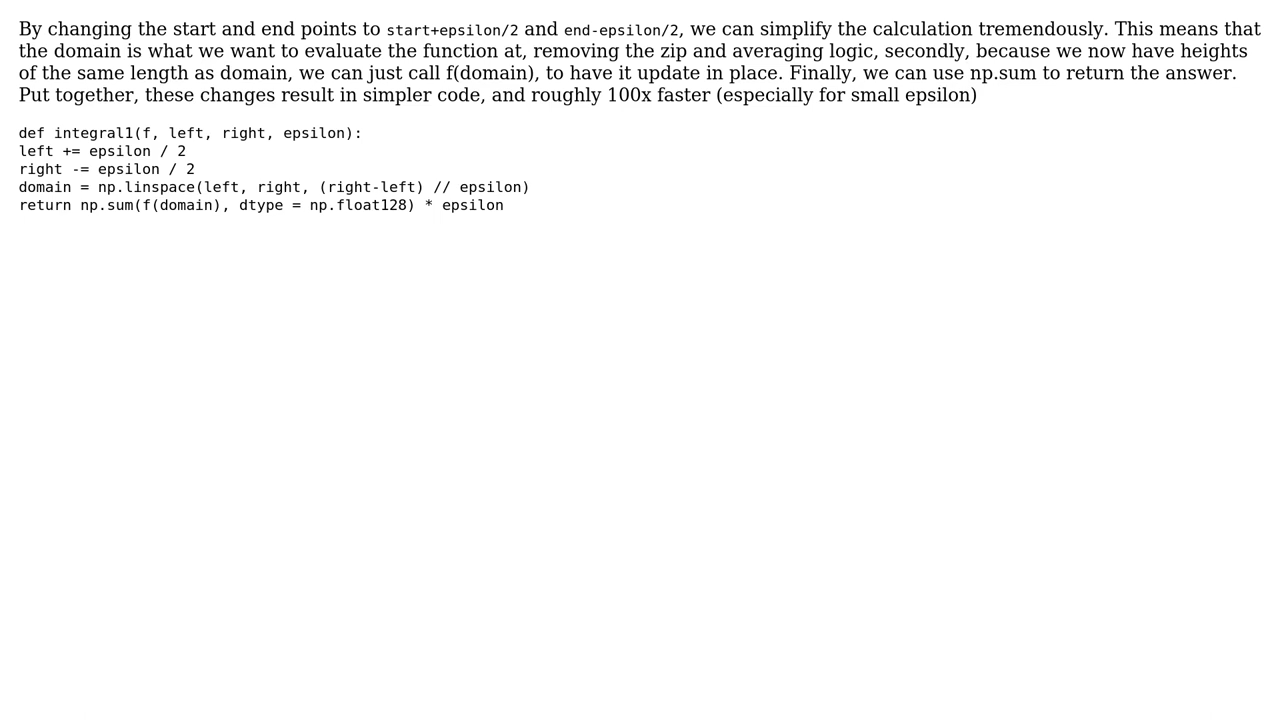 By changing the start and end points to start+epsilon/2 and end-epsilon/2, we can simplify the calculation tremendously. This means that
the domain is what we want to evaluate the function at, removing the zip and averaging logic, secondly, because we now have heights
of the same length as domain, we can just call f(domain), to have it update in place. Finally, we can use np.sum to return the answer.
Put together, these changes result in simpler code, and roughly 100x faster (especially for small epsilon)
def integral1(f, left, right, epsilon):
left += epsilon / 2
right -= epsilon / 2
domain = np.linspace(left, right, (right-left) // epsilon)
return np.sum(f(domain), dtype = np.float128) * epsilon